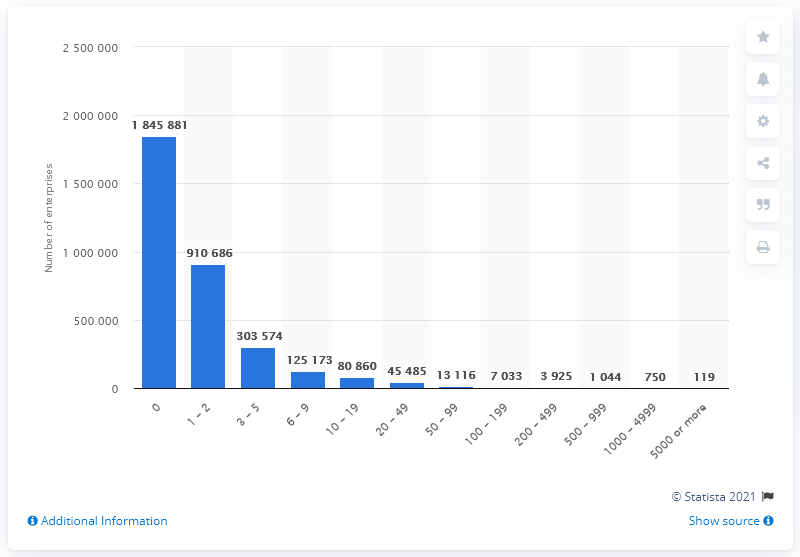 2 500 000
2 000 000
1 500 000
1 000 000
500 000
0
Number of enterprises
1 845 881
910 686
303 574
125 173
80 860
45 485
13 116
7 033
3 925
1 044
750
119
0
1 – 2
3 – 5
6 – 9
10 – 19
20 – 49
50 – 99
100 – 199
200 – 499
500 – 999
1000 – 4999
5000 or more
© Statista 2021
Additional Information
Show source